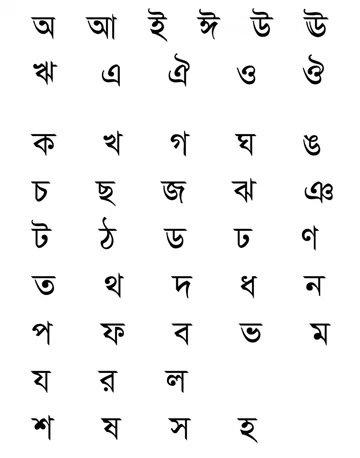 অ আ ই ঈ উ ঊ
ঋ এ ঐ ও ঔ
ক খ গ ঘ ঙ
চ ছ জ ঝ ঞ
ট ঠ ড ঢ ণ
ত থ দ ধ ন
প ফ ব ভ ম
য র ল
শ ষ স হ